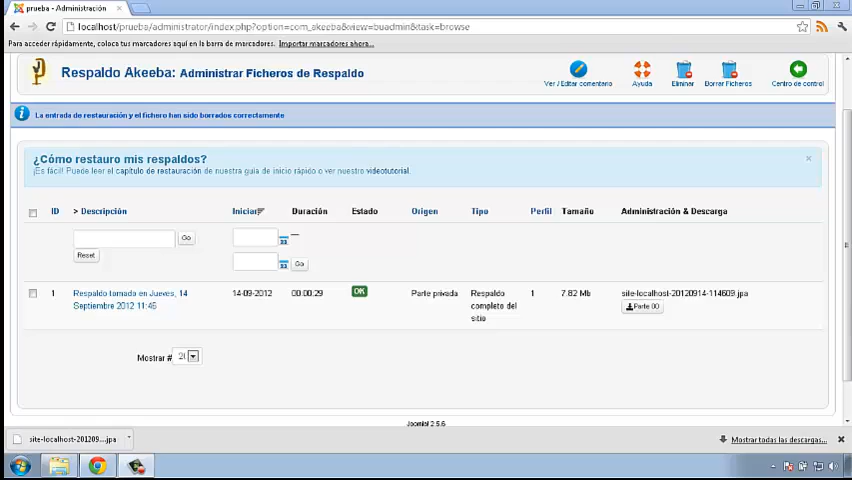 prueba - Administración
localhost/prueba/administrator/index.php?option=com_akeeba&view=buadmin&task=browse
Para acceder rápidamente, coloca tus marcadores aquí en la barra de marcadores. Importar marcadores ahora...
Respaldo Akeeba: Administrar Ficheros de Respaldo
Ver / Editar comentario
Ayuda
Eliminar
Borrar Ficheros
Centro de control
La entrada de restauración y el fichero han sido borrados correctamente
¿Cómo restauro mis respaldos?
¡Es fácil! Puede leer el capítulo de restauración de nuestra guía de inicio rápido o ver nuestro videotutorial.
ID > Descripción Iniciar Duración Estado Origen Tipo Perfil Tamaño Administración & Descarga
Go
Reset
Go
1 Respaldo tomado en Jueves, 14 14-09-2012 00:00:29 OK Parte privada Respaldo 1 7.82 Mb site-localhost-20120914-114609.jpa
Septiembre 2012 11:46 completo del Parte 00
sitio
Mostrar # 2
Joomla! 2.5.6
site-localhost-201209....jpa
Mostrar todas las descargas...